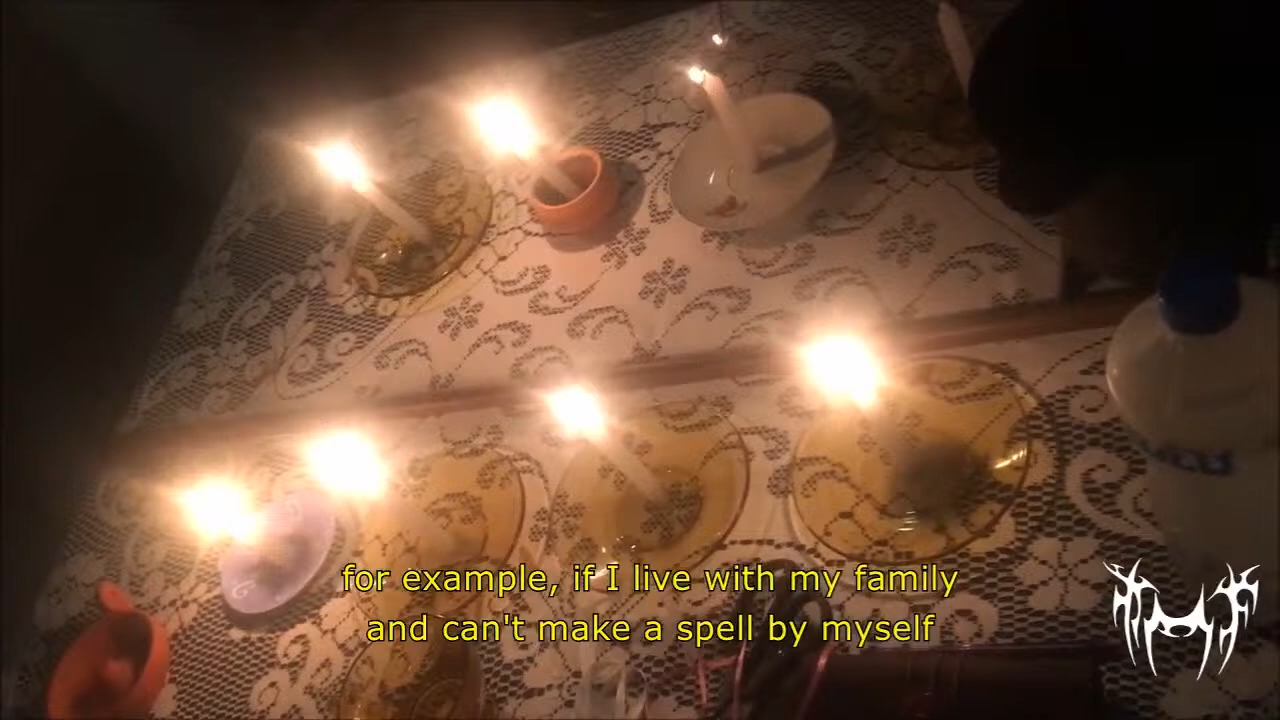 for example, if I live with my family
and can't make a spell by myself